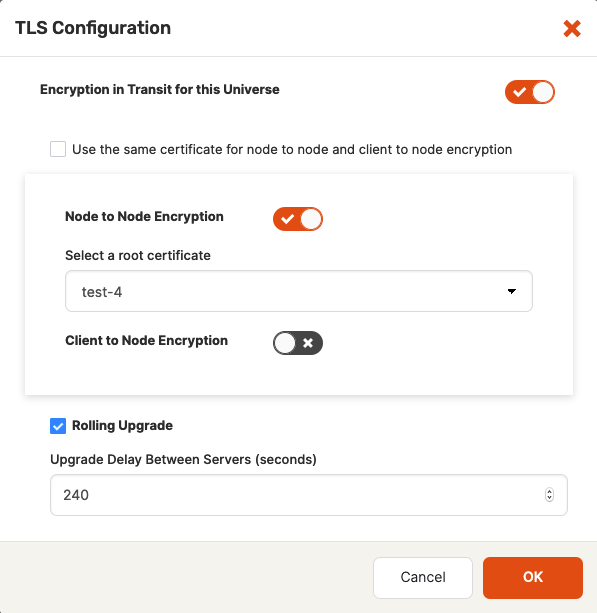 TLS Configuration
Encryption in Transit for this Universe
Use the same certificate for node to node and client to node encryption
Node to Node Encryption
Select a root certificate
test-4
Client to Node Encryption
Rolling Upgrade
Upgrade Delay Between Servers (seconds)
240
Cancel
OK